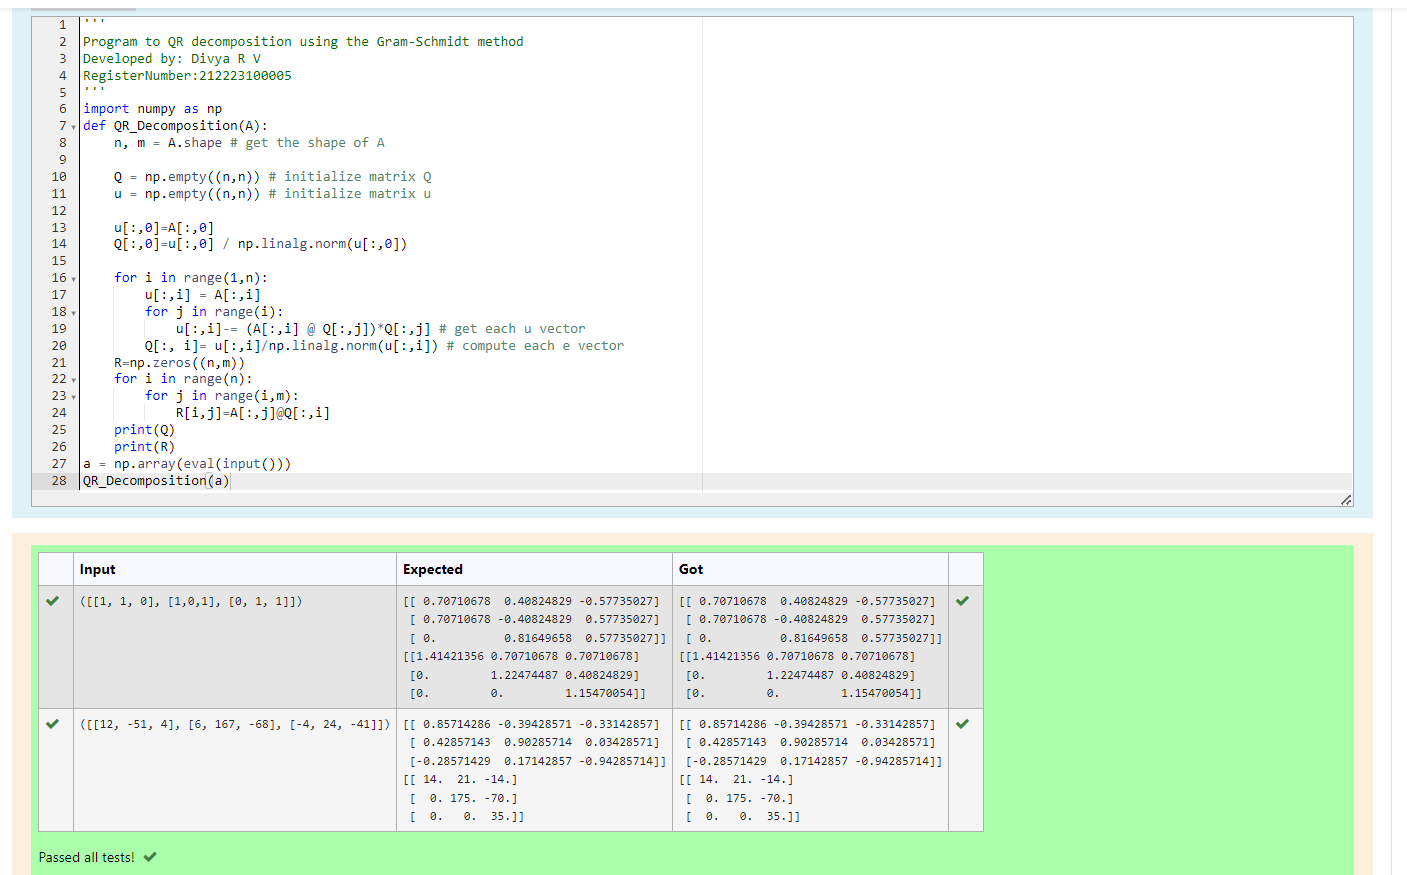 1 '''
2 Program to QR decomposition using the Gram-Schmidt method
3 Developed by: Divya R V
4 RegisterNumber:212223100005
5 '''
6 import numpy as np
7 def QR_Decomposition(A):
8     n, m = A.shape # get the shape of A
9
10     Q = np.empty((n,n)) # initialize matrix Q
11     u = np.empty((n,n)) # initialize matrix u
12
13     u[:,0]=A[:,0]
14     Q[:,0]=u[:,0] / np.linalg.norm(u[:,0])
15
16     for i in range(1,n):
17         u[:,i] = A[:,i]
18         for j in range(i):
19             u[:,i]-= (A[:,i] @ Q[:,j])*Q[:,j] # get each u vector
20         Q[:, i]= u[:,i]/np.linalg.norm(u[:,i]) # compute each e vector
21     R=np.zeros((n,m))
22     for i in range(n):
23         for j in range(i,m):
24             R[i,j]=A[:,j]@Q[:,i]
25     print(Q)
26     print(R)
27 a = np.array(eval(input()))
28 QR_Decomposition(a)
Input Expected Got
([[1, 1, 0], [1,0,1], [0, 1, 1]]) [[ 0.70710678  0.40824829 -0.57735027] [[ 0.70710678  0.40824829 -0.57735027]
[ 0.70710678 -0.40824829  0.57735027] [ 0.70710678 -0.40824829  0.57735027]
[ 0.          0.81649658  0.57735027]] [ 0.          0.81649658  0.57735027]]
[[1.41421356 0.70710678 0.70710678] [[1.41421356 0.70710678 0.70710678]
[0.         1.22474487 0.40824829] [0.         1.22474487 0.40824829]
[0.         0.         1.15470054]] [0.         0.         1.15470054]]
([[12, -51, 4], [6, 167, -68], [-4, 24, -41]]) [[ 0.85714286 -0.39428571 -0.33142857] [[ 0.85714286 -0.39428571 -0.33142857]
[ 0.42857143  0.90285714  0.03428571] [ 0.42857143  0.90285714  0.03428571]
[-0.28571429  0.17142857 -0.94285714]] [-0.28571429  0.17142857 -0.94285714]]
[[ 14.  21. -14.] [[ 14.  21. -14.]
[  0. 175. -70.] [  0. 175. -70.]
[  0.   0.  35.]] [  0.   0.  35.]]
Passed all tests!